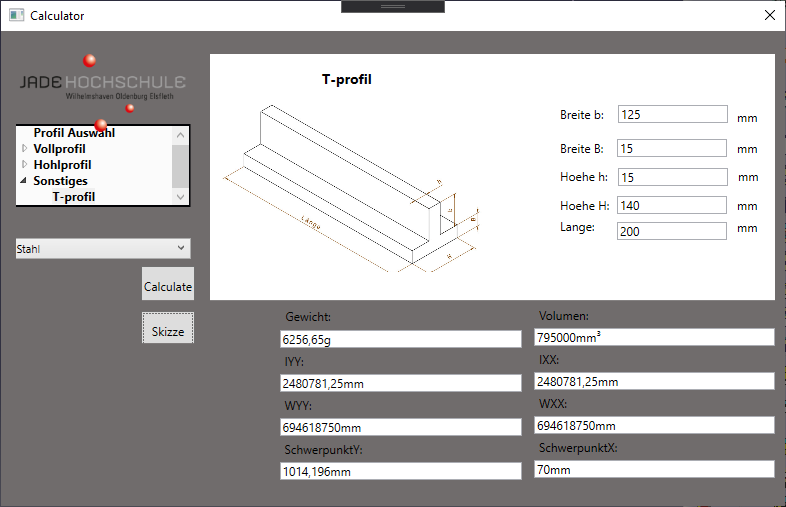 Calculator
JADE HOCHSCHULE
Wilhelmshaven Oldenburg Elsfleth
Profil Auswahl
Vollprofil
Hohlprofil
Sonstiges
T-profil
Stahl
Calculate
Skizze
T-profil
Länge
Breite b:
125
mm
Breite B:
15
mm
Hoehe h:
15
mm
Hoehe H:
140
mm
Lange:
200
mm
Gewicht:
6256,65g
Volumen:
795000mm³
IYY:
2480781,25mm
IXX:
2480781,25mm
WYY:
694618750mm
WXX:
694618750mm
SchwerpunktY:
1014,196mm
SchwerpunktX:
70mm